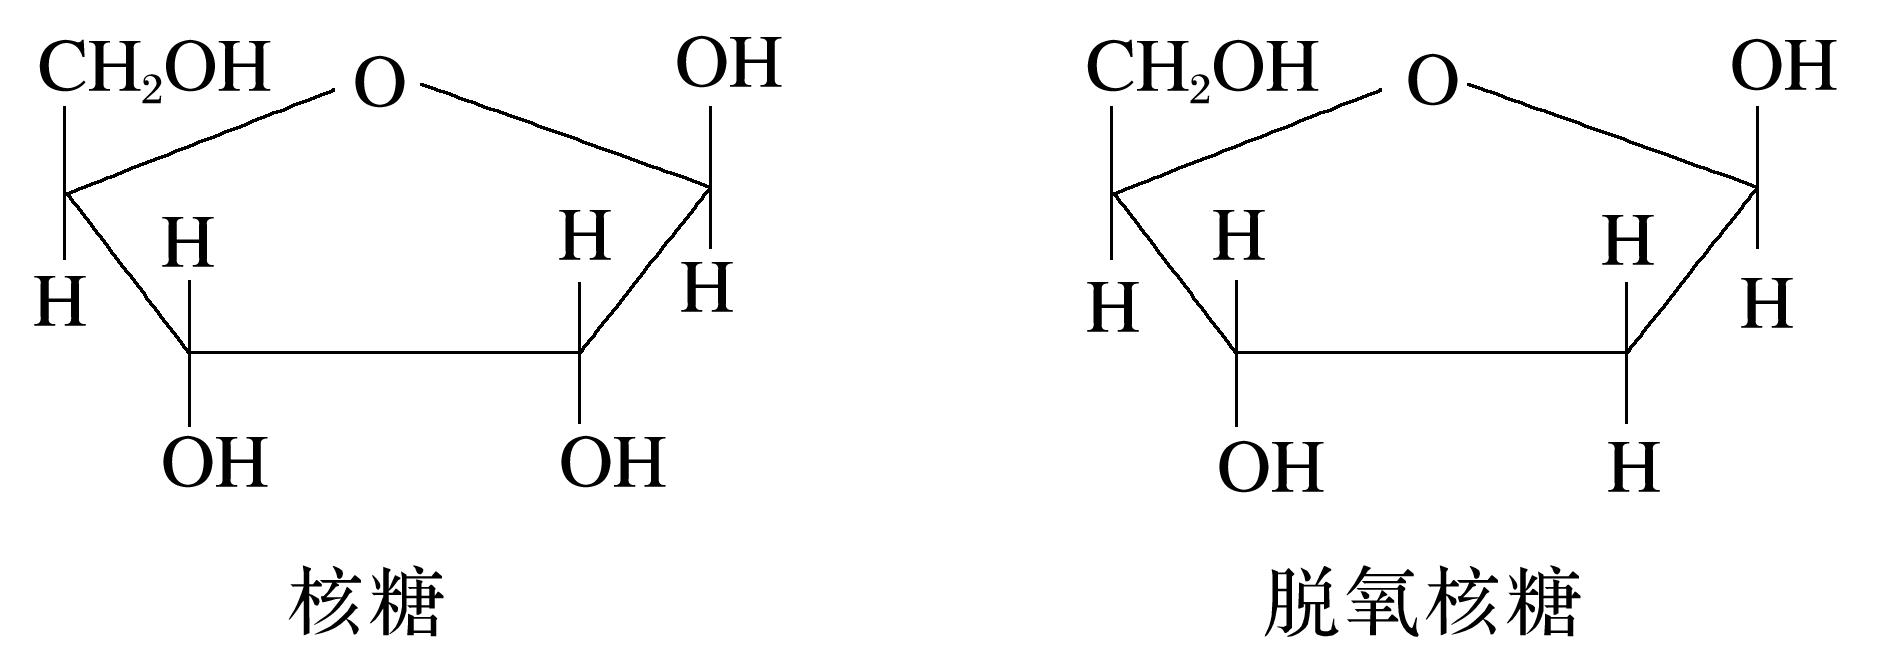 CH₂OH O OH CH₂OH O OH
H H H H H H H H
OH OH OH H
核糖 脱氧核糖